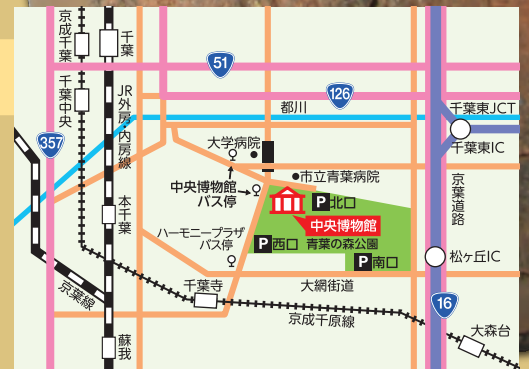 京成千葉
千葉
51
126
千葉中央
JR外房・内房線
都川
千葉東JCT
357
大学病院
千葉東IC
市立青葉病院
中央博物館
バス停
京葉道路
P北口
本千葉
中央博物館
ハーモニープラザ
バス停
P西口
青葉の森公園
松ヶ丘IC
P南口
京葉線
千葉寺
大網街道
16
京成千原線
大森台
蘇我